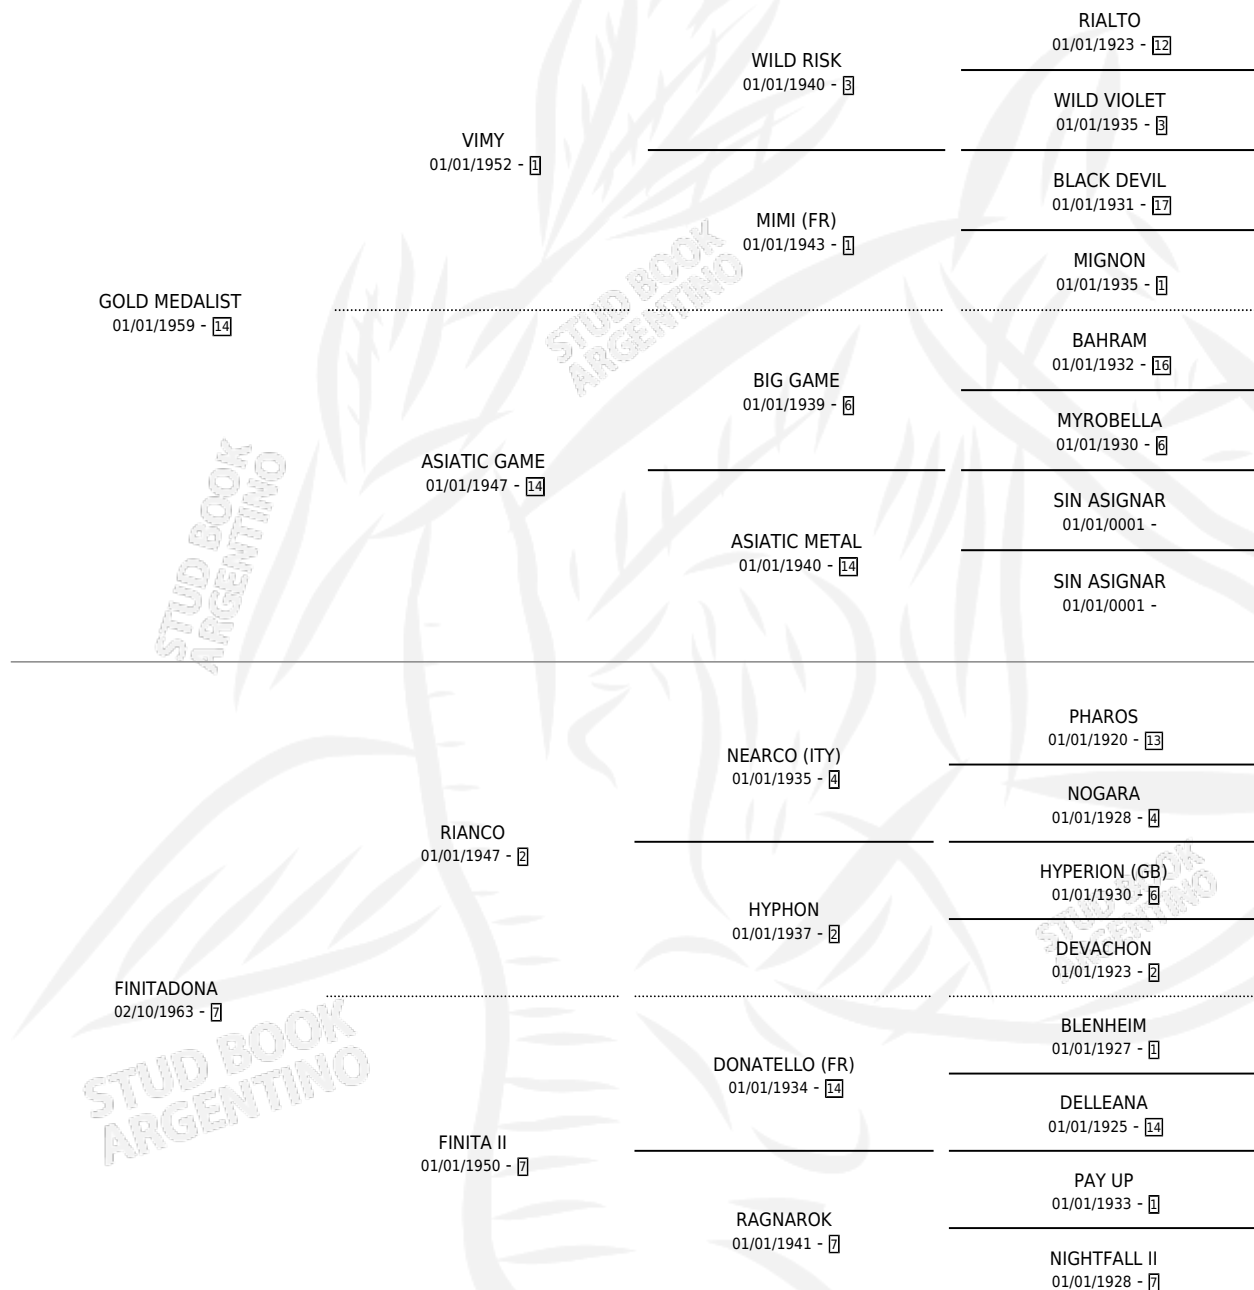 RIALTO
01/01/1923 - 12
WILD RISK
01/01/1940 - 3
WILD VIOLET
01/01/1935 - 3
VIMY
01/01/1952 - 1
BLACK DEVIL
01/01/1931 - 17
MIMI (FR)
01/01/1943 - 1
MIGNON
01/01/1935 - 1
GOLD MEDALIST
01/01/1959 - 14
BAHRAM
01/01/1932 - 16
BIG GAME
01/01/1939 - 6
MYROBELLA
01/01/1930 - 6
ASIATIC GAME
01/01/1947 - 14
SIN ASIGNAR
01/01/0001 -
ASIATIC METAL
01/01/1940 - 14
SIN ASIGNAR
01/01/0001 -
PHAROS
01/01/1920 - 13
NEARCO (ITY)
01/01/1935 - 4
NOGARA
01/01/1928 - 4
RIANCO
01/01/1947 - 2
HYPERION (GB)
01/01/1930 - 6
HYPHON
01/01/1937 - 2
DEVACHON
01/01/1923 - 2
FINITADONA
02/10/1963 - 7
BLENHEIM
01/01/1927 - 1
DONATELLO (FR)
01/01/1934 - 14
DELLEANA
01/01/1925 - 14
FINITA II
01/01/1950 - 7
PAY UP
01/01/1933 - 1
RAGNAROK
01/01/1941 - 7
NIGHTFALL II
01/01/1928 - 7
STUD BOOK
ARGENTINO
STUD BOOK
ARGENTINO
STUD BOOK
ARGENTINO
STUD BOOK
ARGENTINO